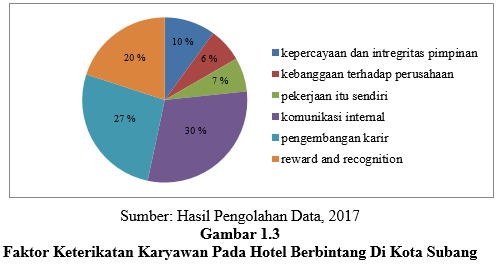 10 %
6 %
7 %
30 %
27 %
20 %
kepercayaan dan intregritas pimpinan
kebanggaan terhadap perusahaan
pekerjaan itu sendiri
komunikasi internal
pengembangan karir
reward and recognition
Sumber: Hasil Pengolahan Data, 2017
Gambar 1.3
Faktor Keterikatan Karyawan Pada Hotel Berbintang Di Kota Subang